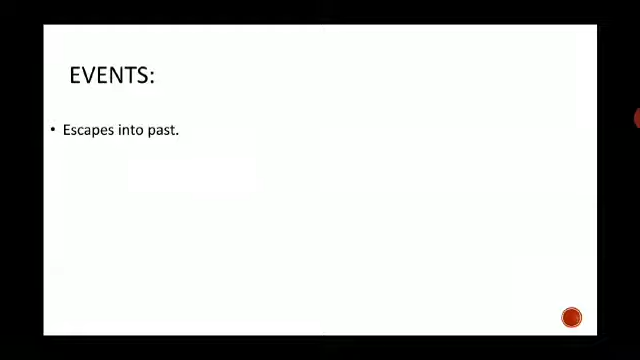 EVENTS:
• Escapes into past.